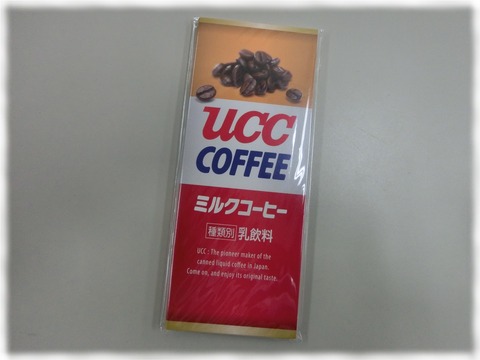 UCC
COFFEE
ミルクコーヒー
種類別 乳飲料
UCC : The pioneer maker of the
canned liquid coffee in Japan.
Come on, and enjoy its original taste.